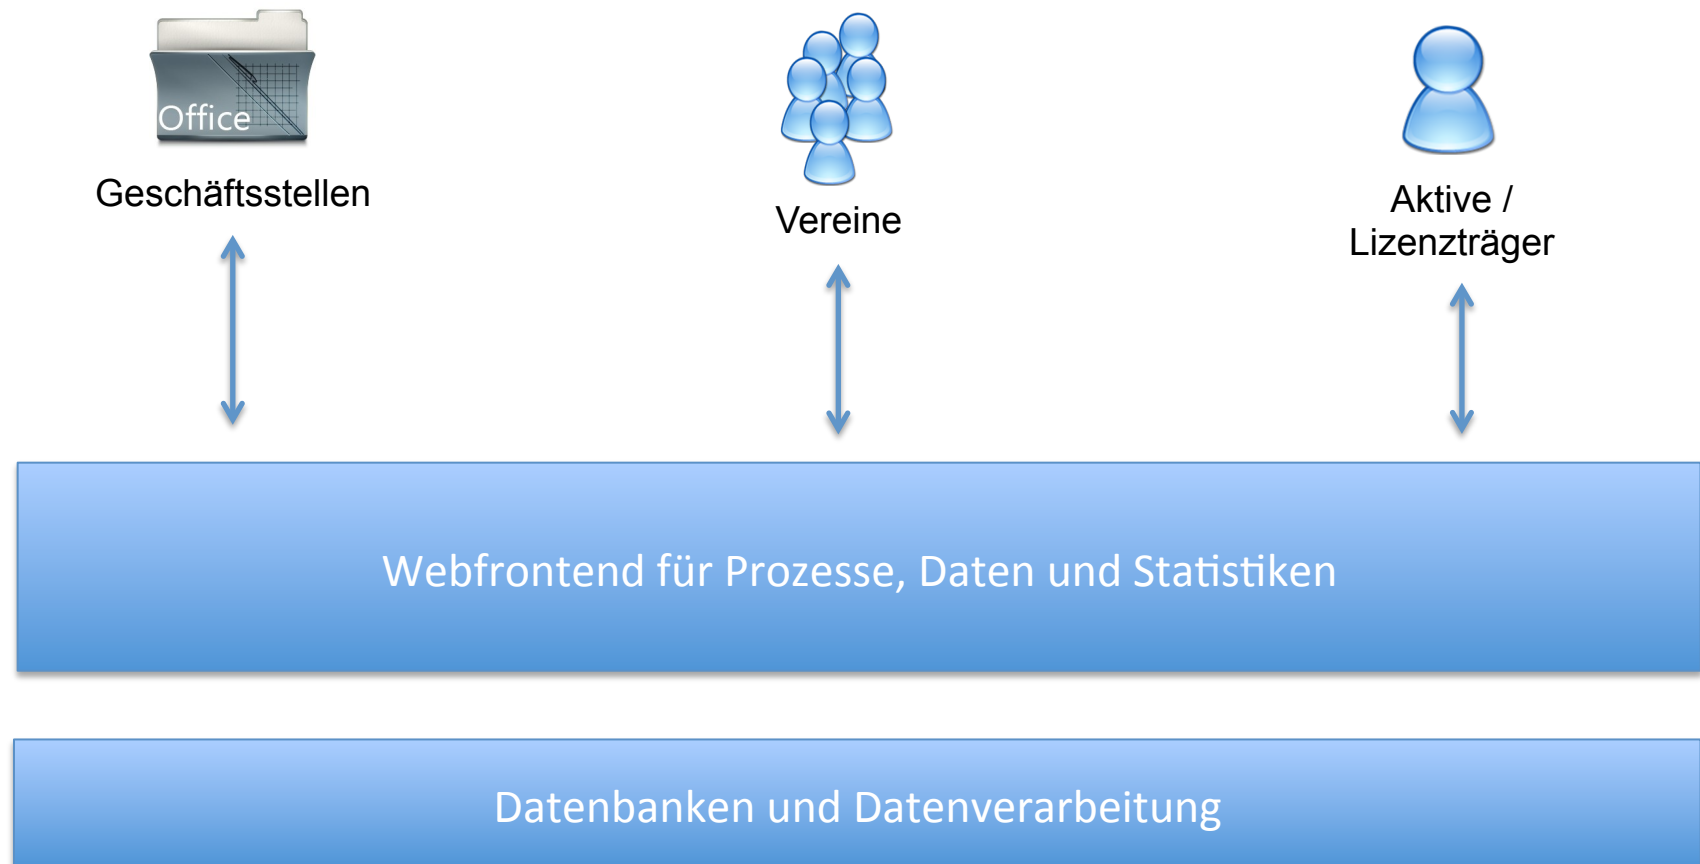 Office
Geschäftsstellen
Vereine
Aktive /
Lizenzträger
Webfrontend für Prozesse, Daten und Statistiken
Datenbanken und Datenverarbeitung